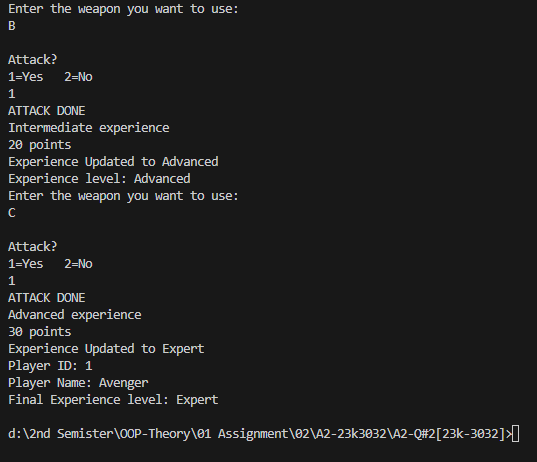 Enter the weapon you want to use:
B
Attack?
1=Yes   2=No
1
ATTACK DONE
Intermediate experience
20 points
Experience Updated to Advanced
Experience level: Advanced
Enter the weapon you want to use:
C
Attack?
1=Yes   2=No
1
ATTACK DONE
Advanced experience
30 points
Experience Updated to Expert
Player ID: 1
Player Name: Avenger
Final Experience level: Expert
d:\2nd Semister\OOP-Theory\01 Assignment\02\A2-23k3032\A2-Q#2[23k-3032]>